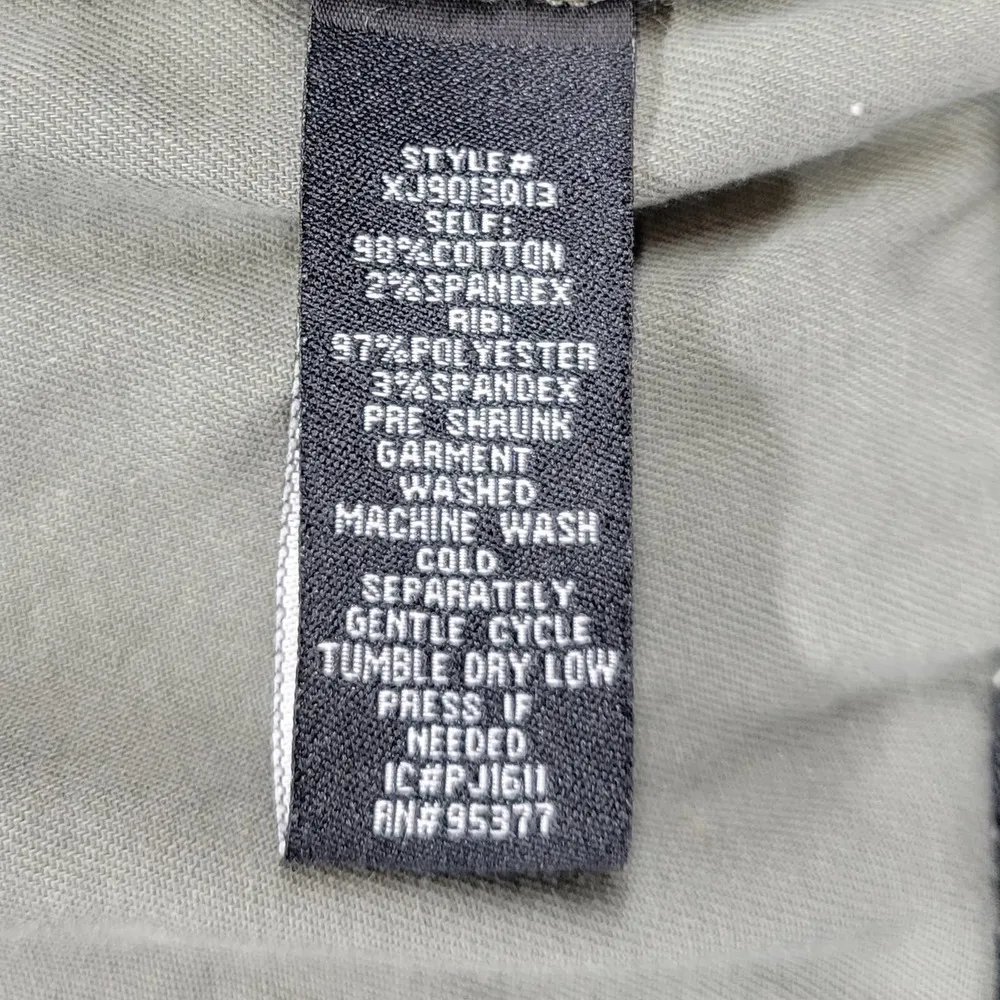 STYLE#
XJ9013Q13
SELF:
98%COTTON
2%SPANDEX
RIB:
97%POLYESTER
3%SPANDEX
PRE SHRUNK
GARMENT
WASHED
MACHINE WASH
COLD
SEPARATELY
GENTLE CYCLE
TUMBLE DRY LOW
PRESS IF
NEEDED
IC#PJ1611
RN#95377